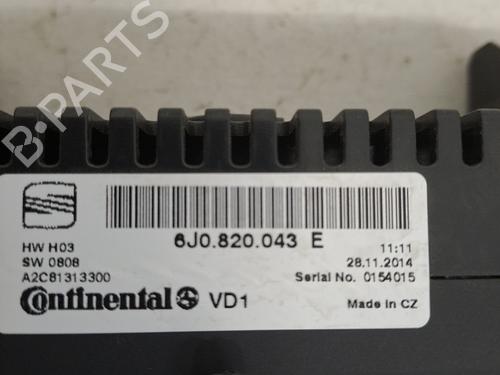 B-PARTS
6J0.820.043 E
HW H03 11:11
SW 0808 28.11.2014
A2C81313300 Serial No. 0154015
Continental VD1 Made in CZ